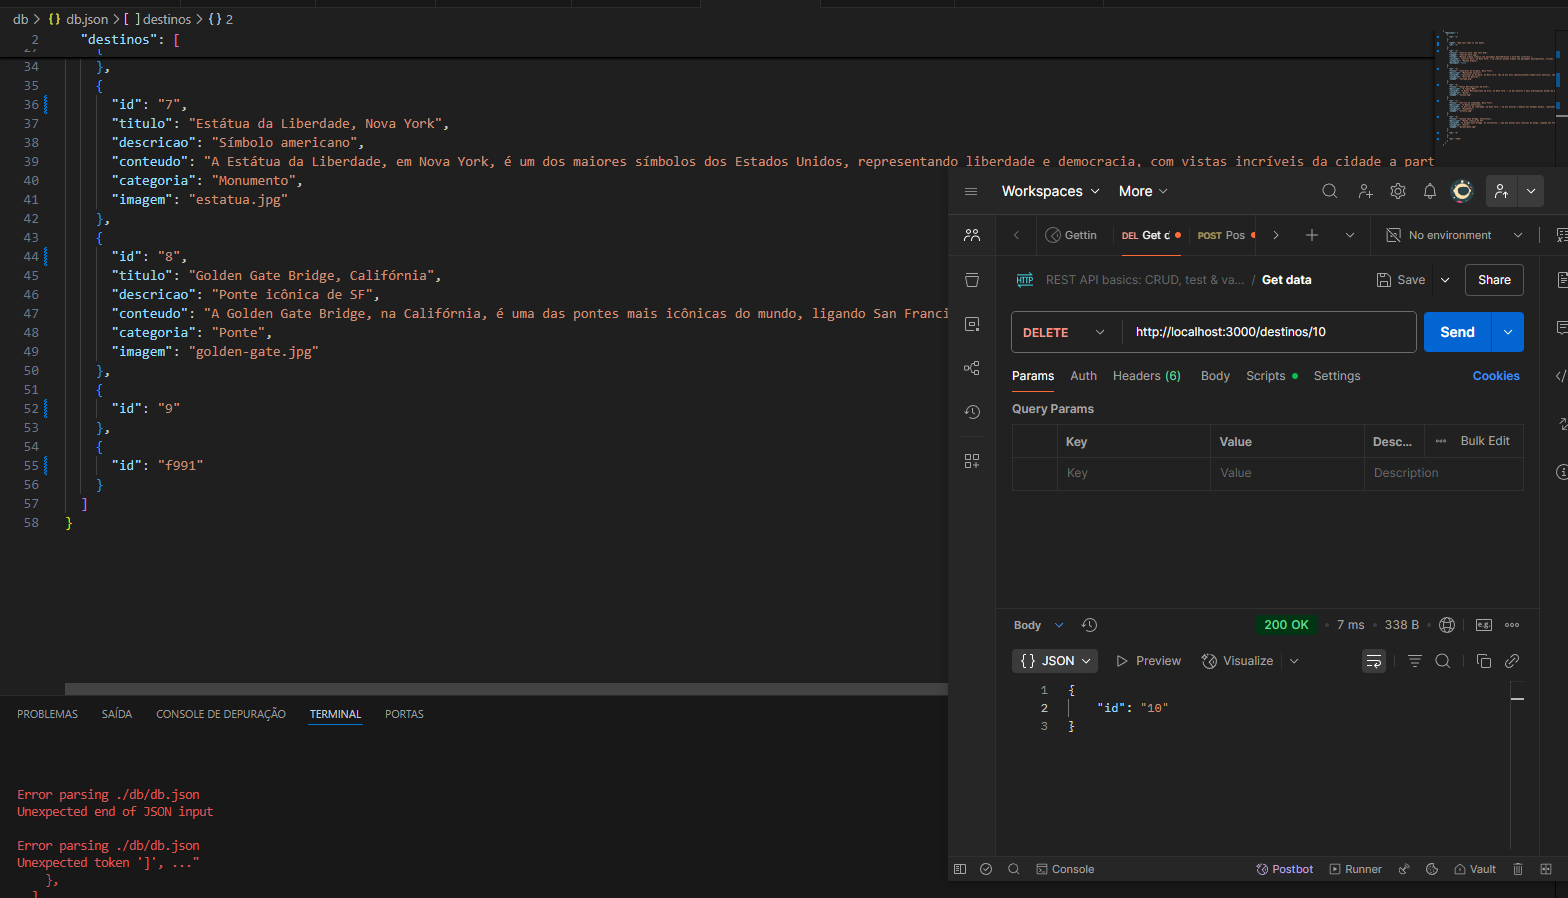 db > {} db.json > [ ] destinos > {} 2
2 "destinos": [
27 {
34 },
35 {
36 "id": "7",
37 "titulo": "Estátua da Liberdade, Nova York",
38 "descricao": "Símbolo americano",
39 "conteudo": "A Estátua da Liberdade, em Nova York, é um dos maiores símbolos dos Estados Unidos, representando liberdade e democracia, com vistas incríveis da cidade a part
40 "categoria": "Monumento",
41 "imagem": "estatua.jpg"
42 },
43 {
44 "id": "8",
45 "titulo": "Golden Gate Bridge, Califórnia",
46 "descricao": "Ponte icônica de SF",
47 "conteudo": "A Golden Gate Bridge, na Califórnia, é uma das pontes mais icônicas do mundo, ligando San Franci
48 "categoria": "Ponte",
49 "imagem": "golden-gate.jpg"
50 },
51 {
52 "id": "9"
53 },
54 {
55 "id": "f991"
56 }
57 ]
58 }
PROBLEMAS SAÍDA CONSOLE DE DEPURAÇÃO TERMINAL PORTAS
Error parsing ./db/db.json
Unexpected end of JSON input
Error parsing ./db/db.json
Unexpected token ']', ..."
},
]
Workspaces More
Gettin DEL Get d POST Pos No environment
HTTP REST API basics: CRUD, test & va... / Get data Save Share
DELETE http://localhost:3000/destinos/10 Send
Params Auth Headers (6) Body Scripts Settings Cookies
Query Params
Key Value Desc... Bulk Edit
Key Value Description
Body 200 OK • 7 ms • 338 B • e.g.
{} JSON Preview Visualize
1 {
2 "id": "10"
3 }
Console Postbot Runner Vault